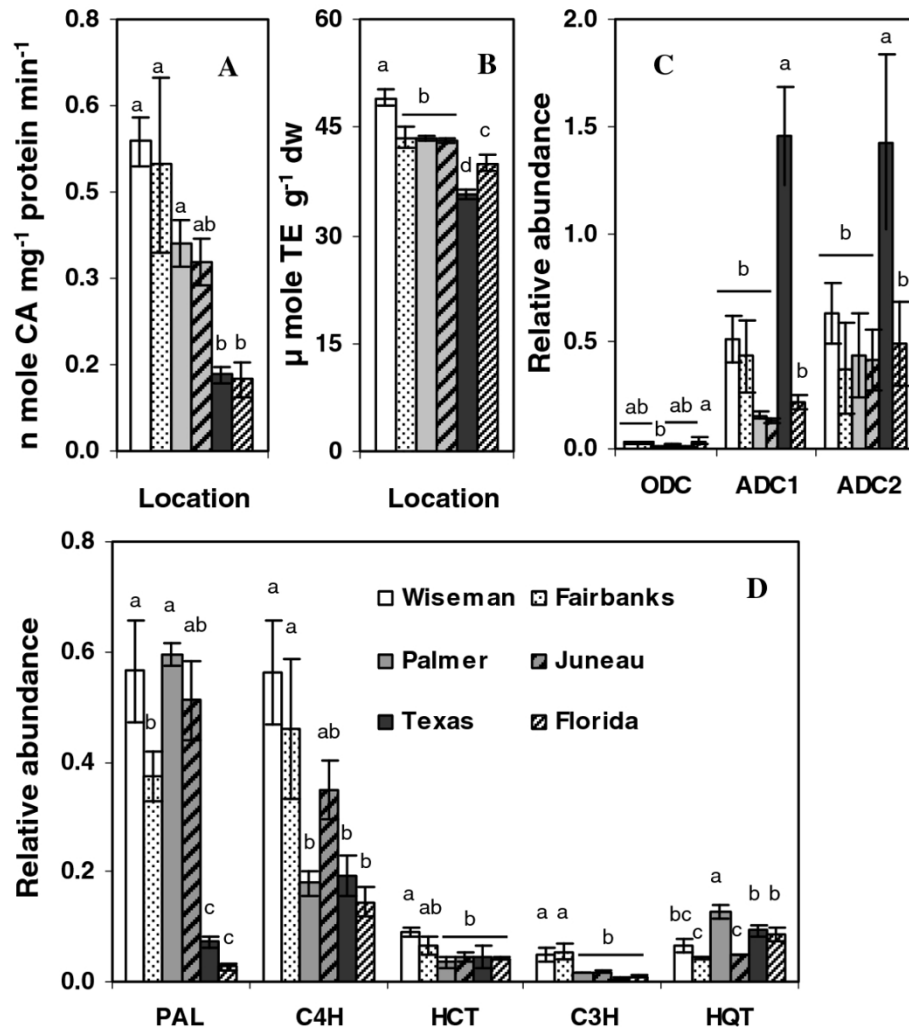 n mole CA mg-1 protein min-1
0.8
0.6
0.5
0.3
0.2
0.0
A
a
a
a
ab
b
b
Location
µ mole TE g-1 dw
60
45
30
15
0
B
a
b
d
c
Location
Relative abundance
2.0
1.5
1.0
0.5
0.0
C
ab
b
ab
a
b
a
b
b
a
b
ODC
ADC1
ADC2
Relative abundance
0.8
0.6
0.4
0.2
0.0
D
Wiseman
Fairbanks
Palmer
Juneau
Texas
Florida
a
b
a
ab
c
c
a
a
b
ab
b
b
a
ab
b
a
a
b
bc
c
a
c
b
b
PAL
C4H
HCT
C3H
HQT